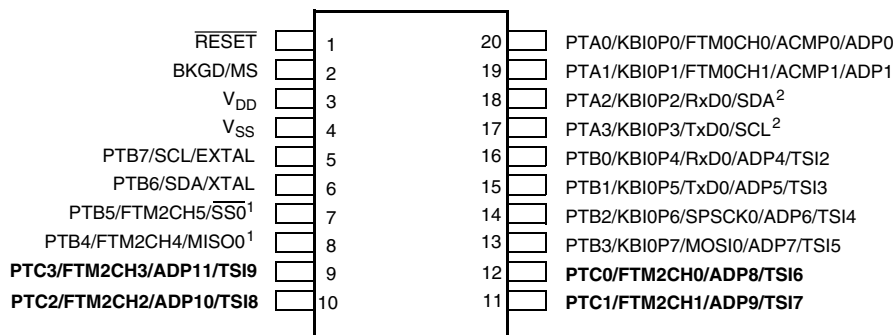 RESET 1 20 PTA0/KBI0P0/FTM0CH0/ACMP0/ADP0
BKGD/MS 2 19 PTA1/KBI0P1/FTM0CH1/ACMP1/ADP1
VDD 3 18 PTA2/KBI0P2/RxD0/SDA2
VSS 4 17 PTA3/KBI0P3/TxD0/SCL2
PTB7/SCL/EXTAL 5 16 PTB0/KBI0P4/RxD0/ADP4/TSI2
PTB6/SDA/XTAL 6 15 PTB1/KBI0P5/TxD0/ADP5/TSI3
PTB5/FTM2CH5/SS01 7 14 PTB2/KBI0P6/SPSCK0/ADP6/TSI4
PTB4/FTM2CH4/MISO01 8 13 PTB3/KBI0P7/MOSI0/ADP7/TSI5
PTC3/FTM2CH3/ADP11/TSI9 9 12 PTC0/FTM2CH0/ADP8/TSI6
PTC2/FTM2CH2/ADP10/TSI8 10 11 PTC1/FTM2CH1/ADP9/TSI7